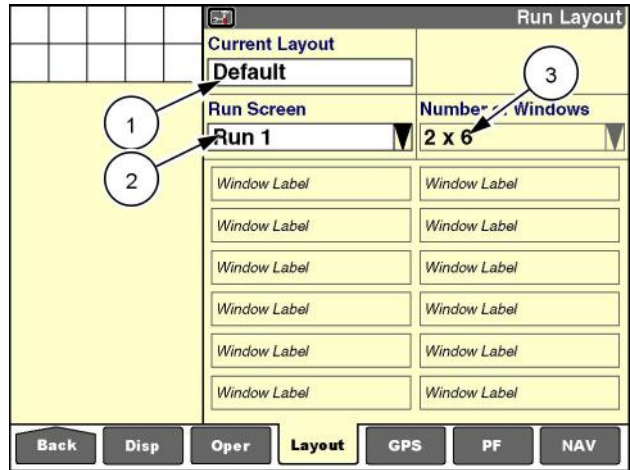 Run Layout
Current Layout
Default
3
Run Screen
Number of Windows
1
Run 1
2 x 6
2
Window Label
Window Label
Window Label
Window Label
Window Label
Window Label
Window Label
Window Label
Window Label
Window Label
Window Label
Window Label
Back
Disp
Oper
Layout
GPS
PF
NAV